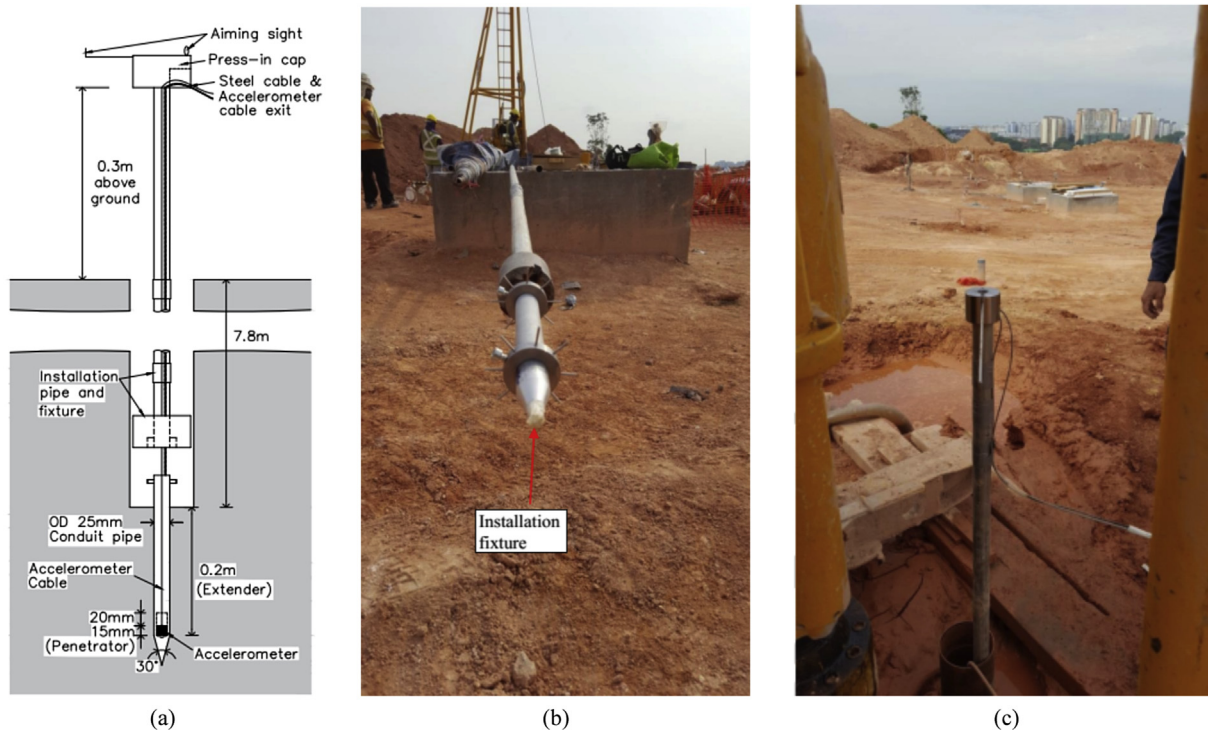 Aiming sight
Press-in cap
Steel cable &
Accelerometer
cable exit
0.3m
above
ground
7.8m
Installation
pipe and
fixture
OD 25mm
Conduit pipe
Accelerometer
Cable
0.2m
(Extender)
20mm
15mm
(Penetrator)
Accelerometer
30°
(a)
Installation
fixture
(b)
(c)